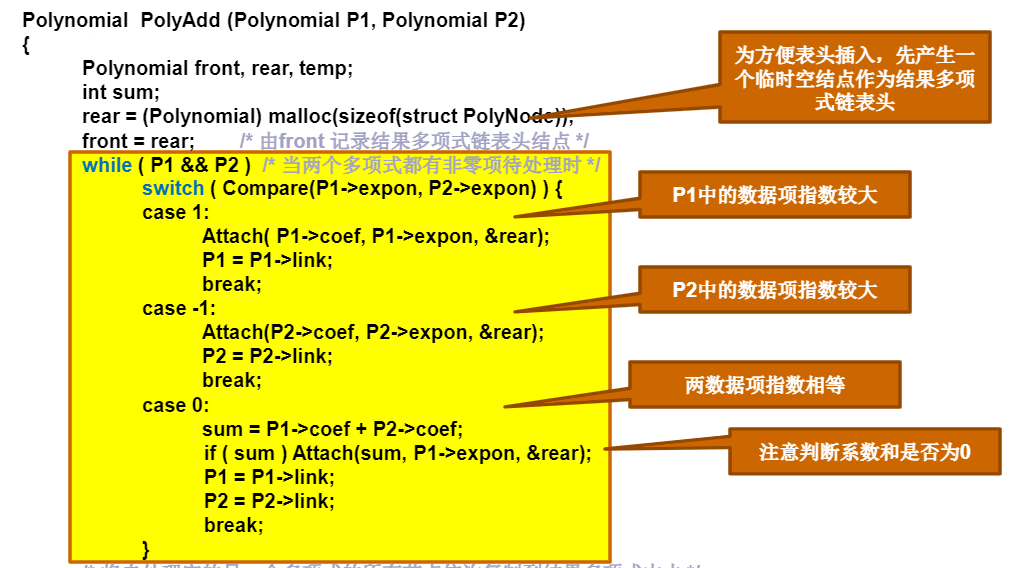 Polynomial PolyAdd (Polynomial P1, Polynomial P2)
{
Polynomial front, rear, temp;
int sum;
rear = (Polynomial) malloc(sizeof(struct PolyNode));
front = rear; /* 由front 记录结果多项式链表头结点 */
while ( P1 && P2 ) /* 当两个多项式都有非零项待处理时 */
switch ( Compare(P1->expon, P2->expon) ) {
case 1:
Attach( P1->coef, P1->expon, &rear);
P1 = P1->link;
break;
case -1:
Attach(P2->coef, P2->expon, &rear);
P2 = P2->link;
break;
case 0:
sum = P1->coef + P2->coef;
if ( sum ) Attach(sum, P1->expon, &rear);
P1 = P1->link;
P2 = P2->link;
break;
}
为方便表头插入，先产生一
个临时空结点作为结果多项
式链表头
P1中的数据项指数较大
P2中的数据项指数较大
两数据项指数相等
注意判断系数和是否为0